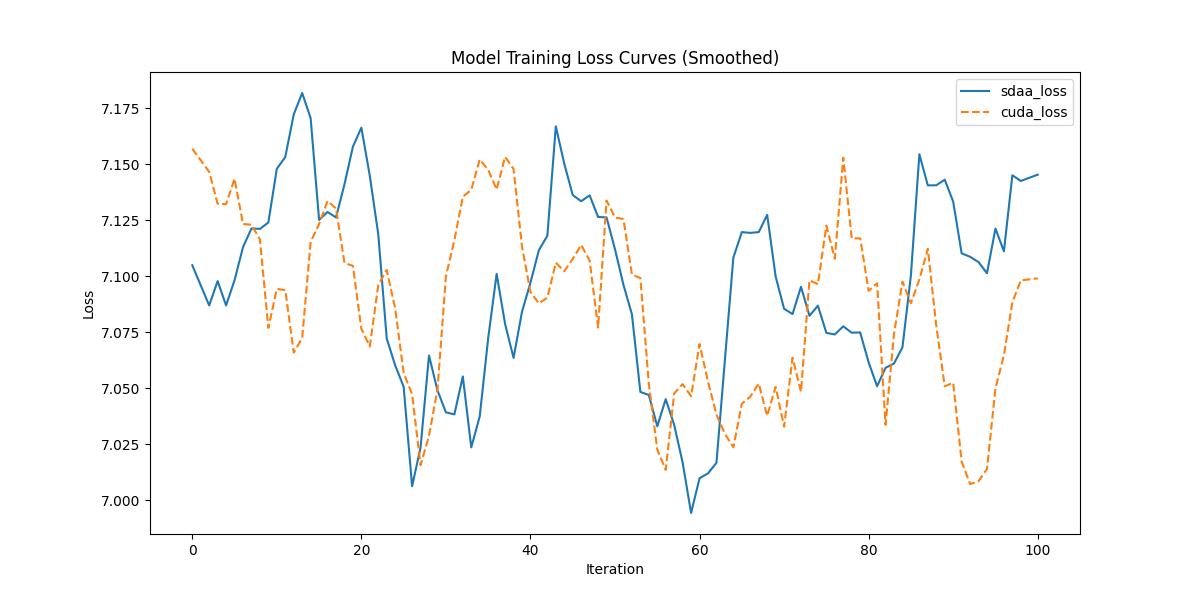 Model Training Loss Curves (Smoothed)
sdaa_loss
cuda_loss
Loss
7.175
7.150
7.125
7.100
7.075
7.050
7.025
7.000
0 20 40 60 80 100
Iteration